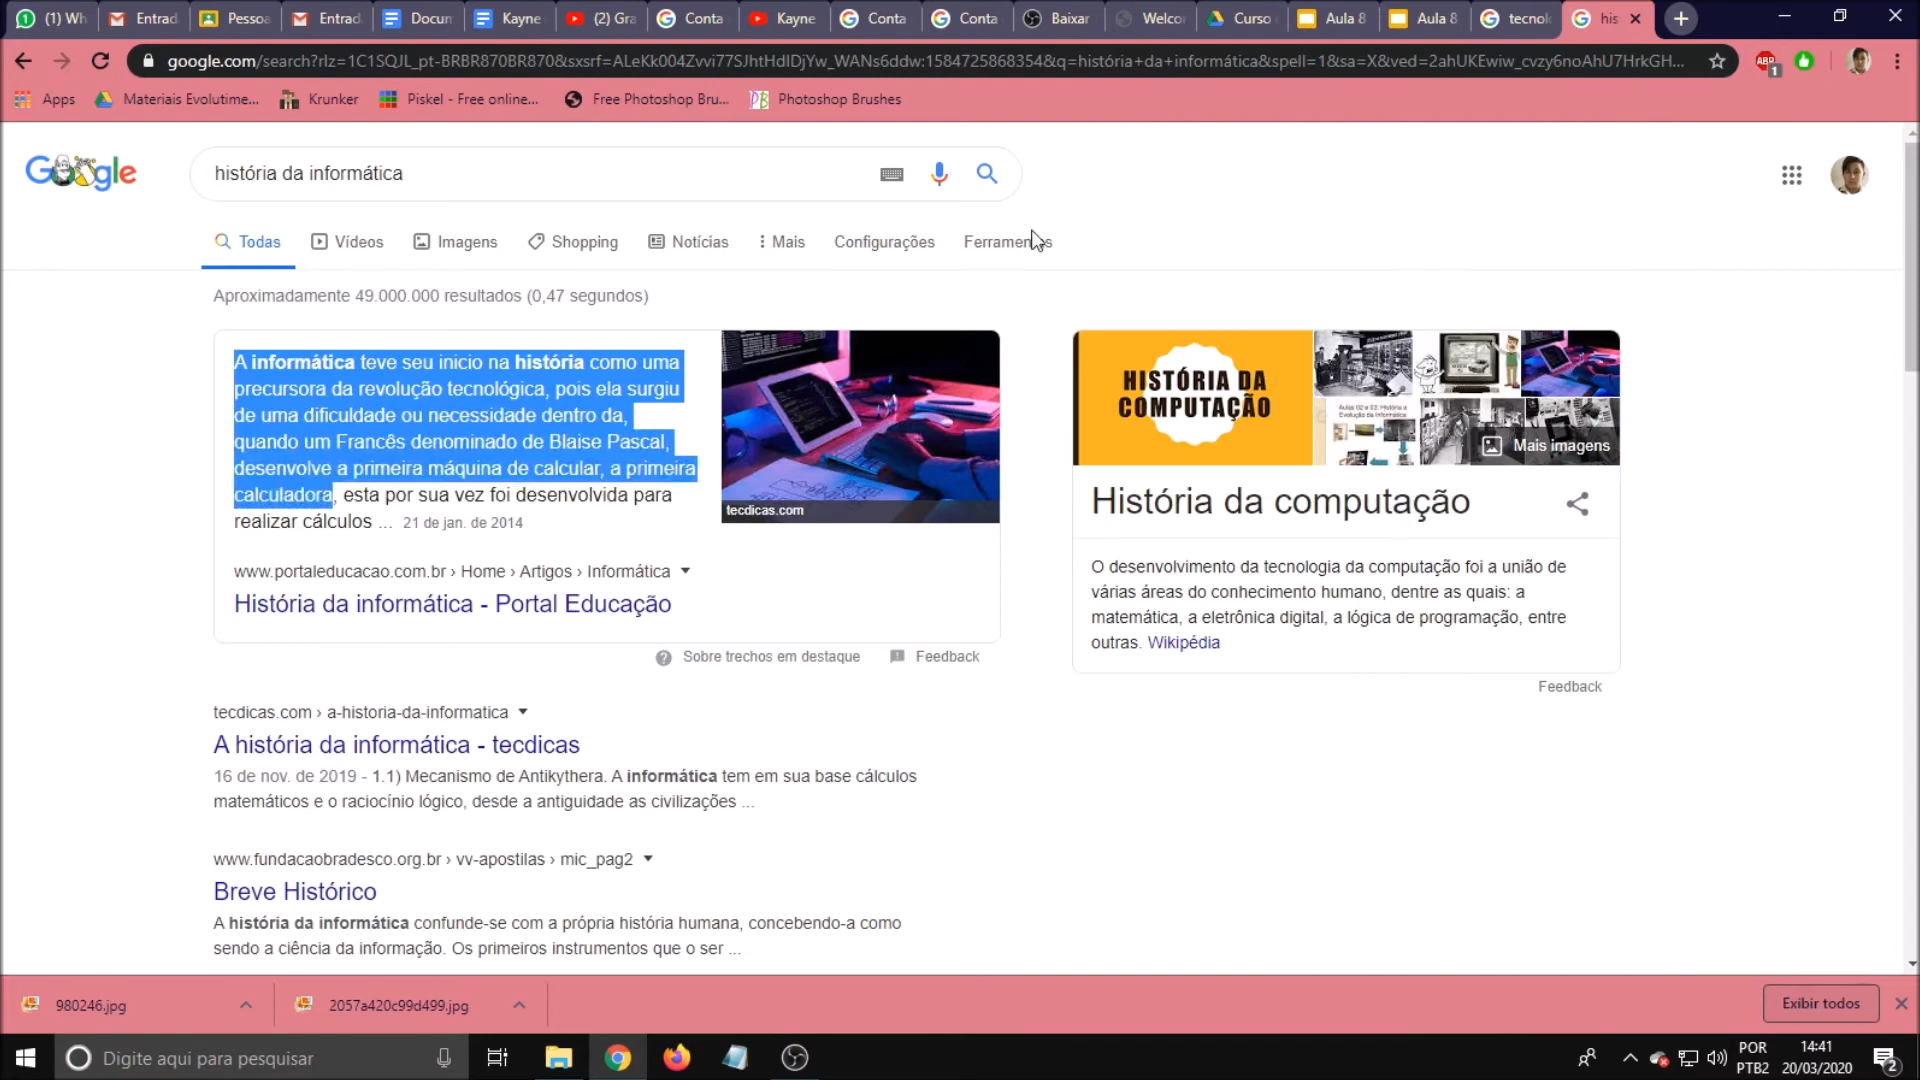 (1) Wh
Entrad
Pessoa
Entrad
Docum
Kayne
(2) Gra
Conta
Kayne
Conta
Conta
Baixar
Welco
Curso
Aula 8
Aula 8
tecnol
his
google.com/search?rlz=1C1SQJL_pt-BRBR870BR870&sxsrf=ALeKk004Zvvi77SJhtHdIDjYw_WANs6ddw:1584725868354&q=história+da+informática&spell=1&sa=X&ved=2ahUKEwiw_cvzy6noAhU7HrkGH...
ABP
1
Apps
Materiais Evolutime...
Krunker
Piskel - Free online...
Free Photoshop Bru...
Photoshop Brushes
história da informática
Todas
Vídeos
Imagens
Shopping
Notícias
Mais
Configurações
Ferramentas
Aproximadamente 49.000.000 resultados (0,47 segundos)
A informática teve seu inicio na história como uma
precursora da revolução tecnológica, pois ela surgiu
de uma dificuldade ou necessidade dentro da,
quando um Francês denominado de Blaise Pascal,
desenvolve a primeira máquina de calcular, a primeira
calculadora, esta por sua vez foi desenvolvida para
realizar cálculos ... 21 de jan. de 2014
tecdicas.com
www.portaleducacao.com.br › Home › Artigos › Informática
História da informática - Portal Educação
Sobre trechos em destaque
Feedback
HISTÓRIA DA
COMPUTAÇÃO
Aulas 02 e 03: História e
Evolução da Informática
Mais imagens
História da computação
O desenvolvimento da tecnologia da computação foi a união de
várias áreas do conhecimento humano, dentre as quais: a
matemática, a eletrônica digital, a lógica de programação, entre
outras. Wikipédia
Feedback
tecdicas.com › a-historia-da-informatica
A história da informática - tecdicas
16 de nov. de 2019 - 1.1) Mecanismo de Antikythera. A informática tem em sua base cálculos
matemáticos e o raciocínio lógico, desde a antiguidade as civilizações ...
www.fundacaobradesco.org.br › vv-apostilas › mic_pag2
Breve Histórico
A história da informática confunde-se com a própria história humana, concebendo-a como
sendo a ciência da informação. Os primeiros instrumentos que o ser ...
980246.jpg
2057a420c99d499.jpg
Exibir todos
Digite aqui para pesquisar
POR
PTB2
14:41
20/03/2020
2